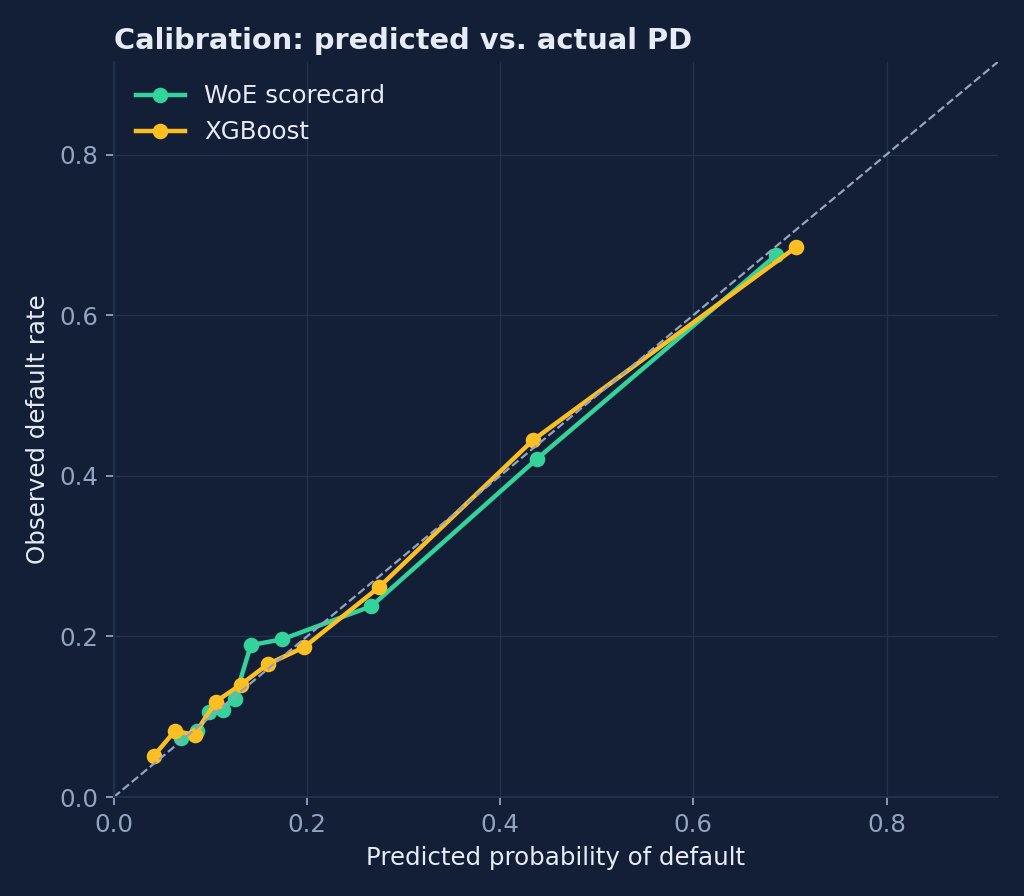 Calibration: predicted vs. actual PD
WoE scorecard
XGBoost
0.8
0.6
0.4
0.2
0.0
Observed default rate
0.0 0.2 0.4 0.6 0.8
Predicted probability of default